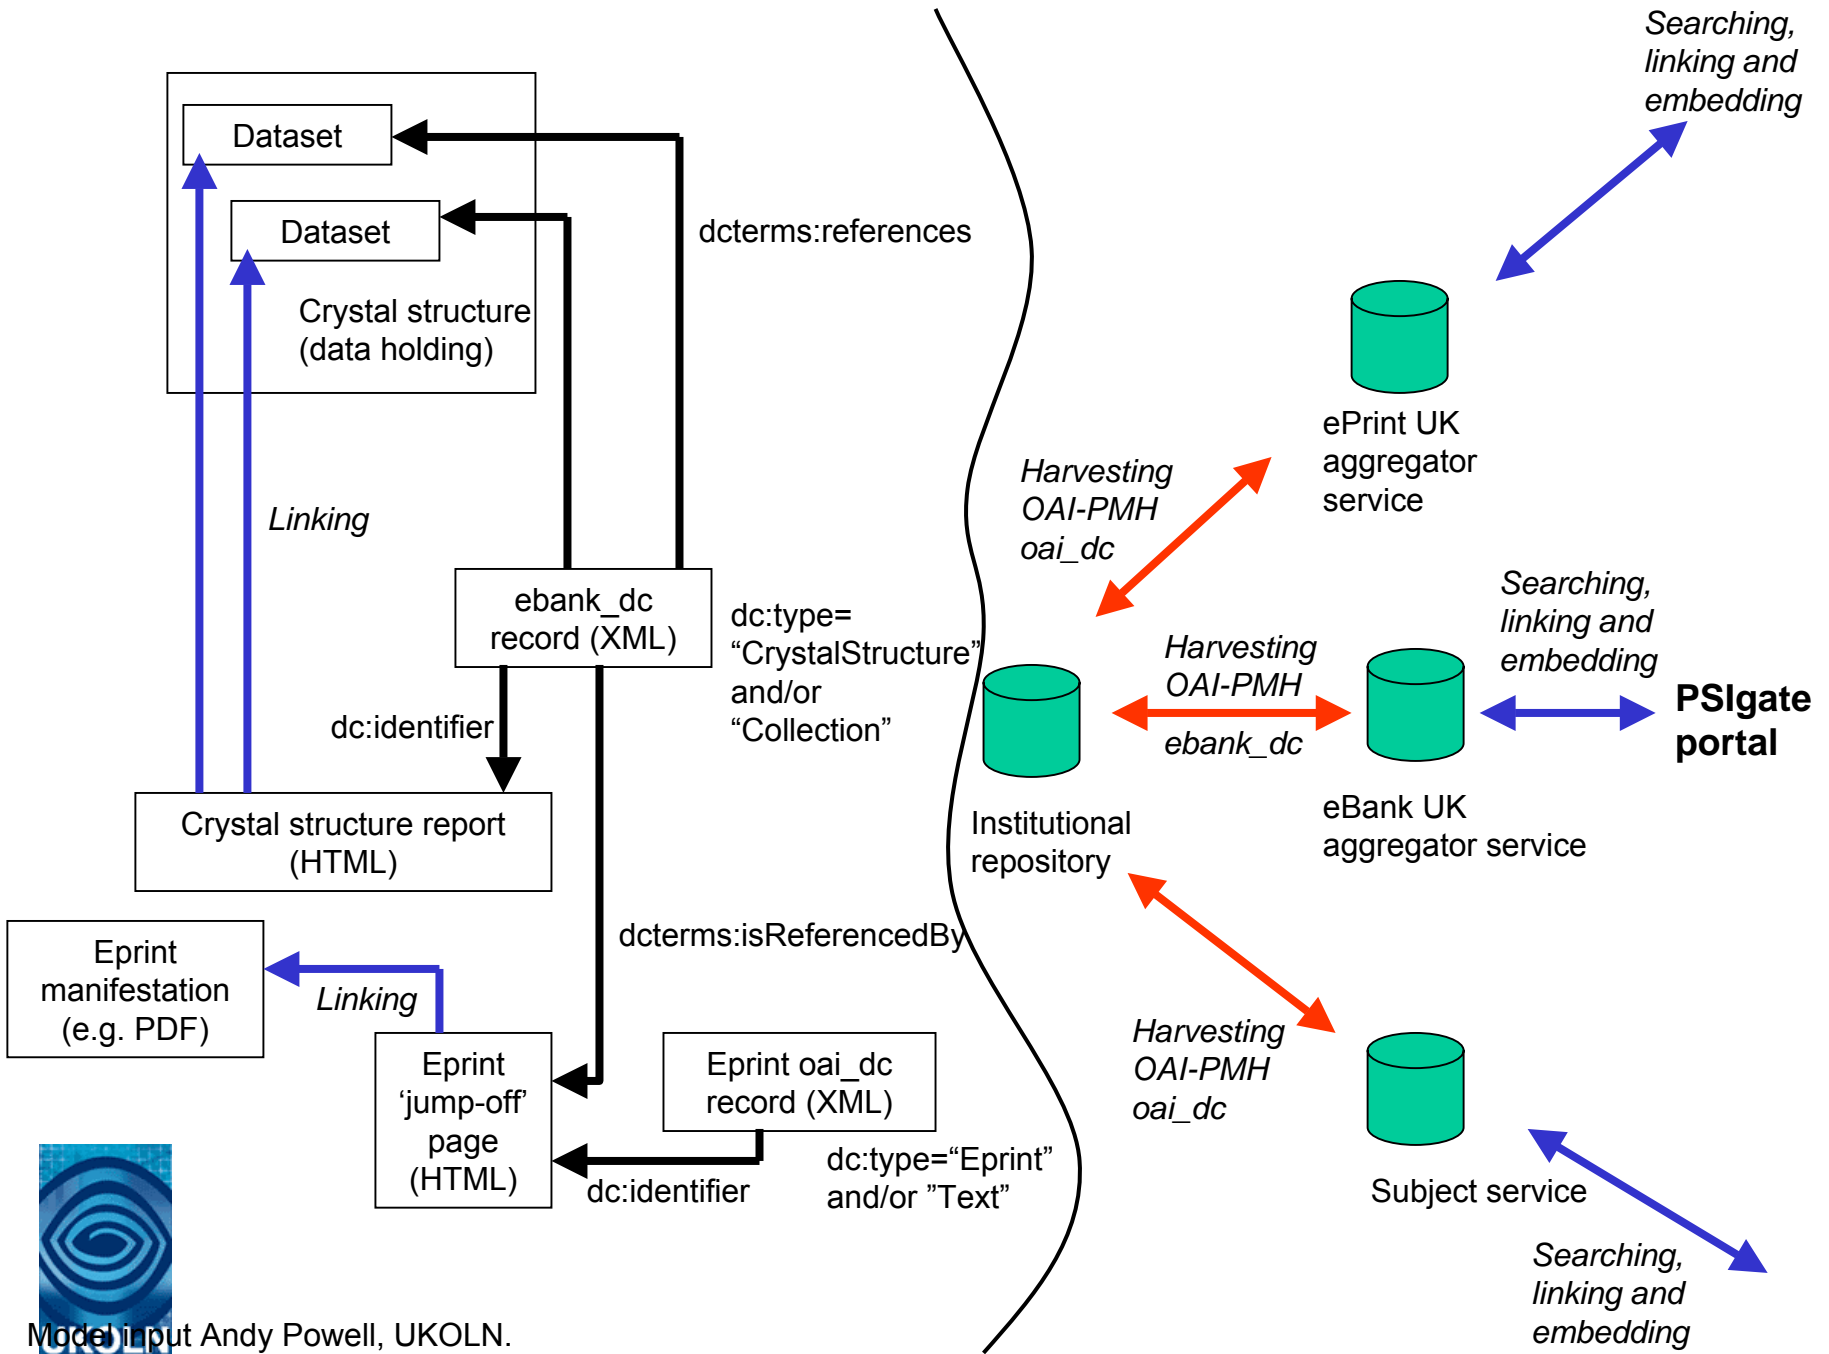 Dataset
Dataset
Crystal structure
(data holding)
dcterms:references
Linking
ebank_dc
record (XML)
dc:type=
“CrystalStructure”
and/or
“Collection”
dc:identifier
Crystal structure report
(HTML)
dcterms:isReferencedBy
Eprint
manifestation
(e.g. PDF)
Linking
Eprint
‘jump-off’
page
(HTML)
Eprint oai_dc
record (XML)
dc:identifier
dc:type=“Eprint”
and/or ”Text”
UKOLN
Model input Andy Powell, UKOLN.
Searching,
linking and
embedding
ePrint UK
aggregator
service
Harvesting
OAI-PMH
oai_dc
Institutional
repository
Harvesting
OAI-PMH
ebank_dc
eBank UK
aggregator service
Searching,
linking and
embedding
PSIgate
portal
Harvesting
OAI-PMH
oai_dc
Subject service
Searching,
linking and
embedding